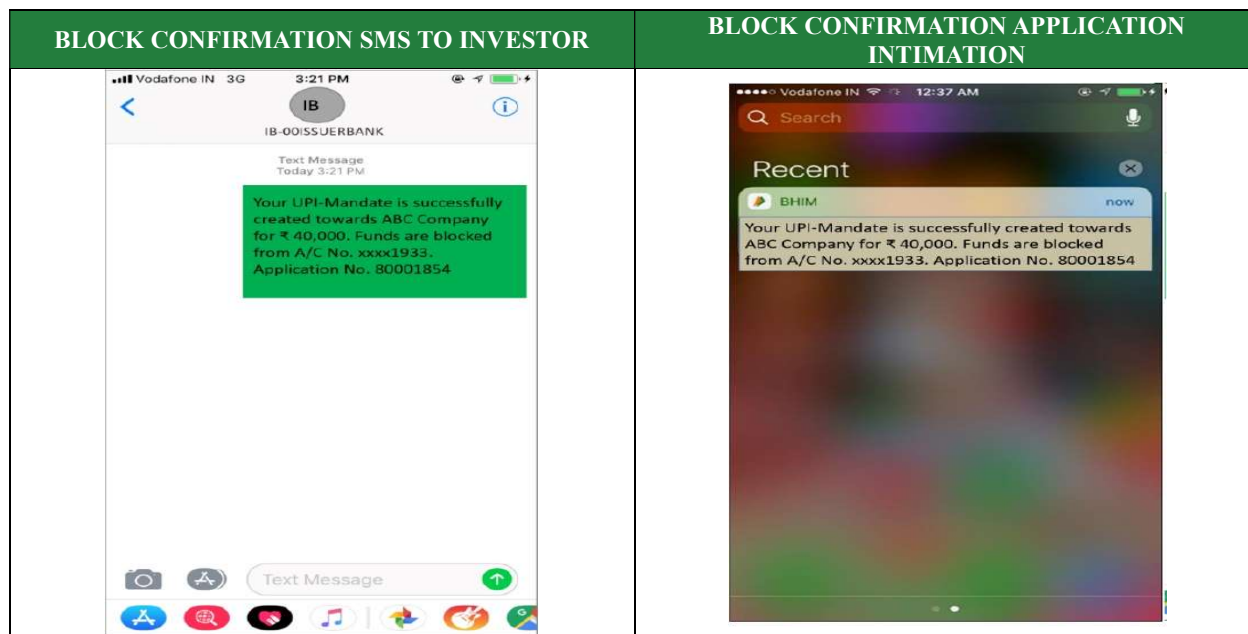 BLOCK CONFIRMATION SMS TO INVESTOR
BLOCK CONFIRMATION APPLICATION
INTIMATION
Vodafone IN 3G 3:21 PM
IB
IB-00ISSUERBANK
Text Message
Today 3:21 PM
Your UPI-Mandate is successfully
created towards ABC Company
for ₹ 40,000. Funds are blocked
from A/C No. xxxx1933.
Application No. 80001854
Text Message
Vodafone IN 12:37 AM
Search
Recent
BHIM now
Your UPI-Mandate is successfully created towards
ABC Company for ₹ 40,000. Funds are blocked
from A/C No. xxxx1933. Application No. 80001854